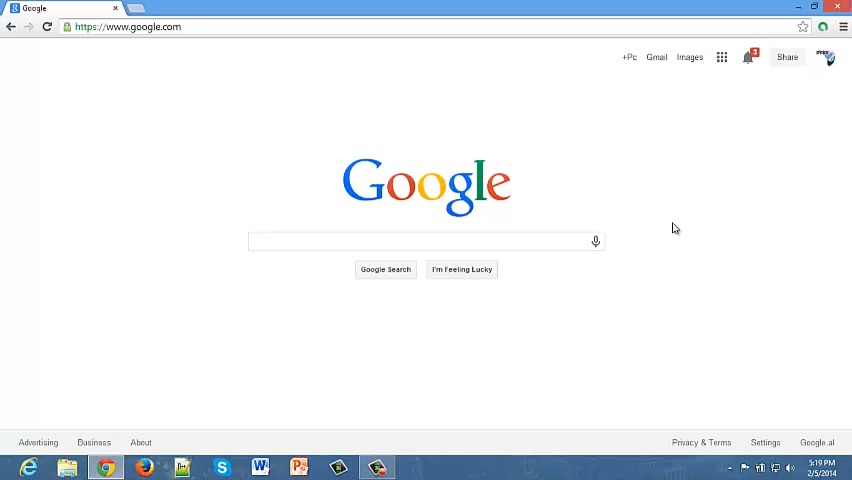 Google
https://www.google.com
+Pc Gmail Images 3 Share
Google
Google Search I'm Feeling Lucky
Advertising Business About Privacy & Terms Settings Google.al
5:19 PM
2/5/2014